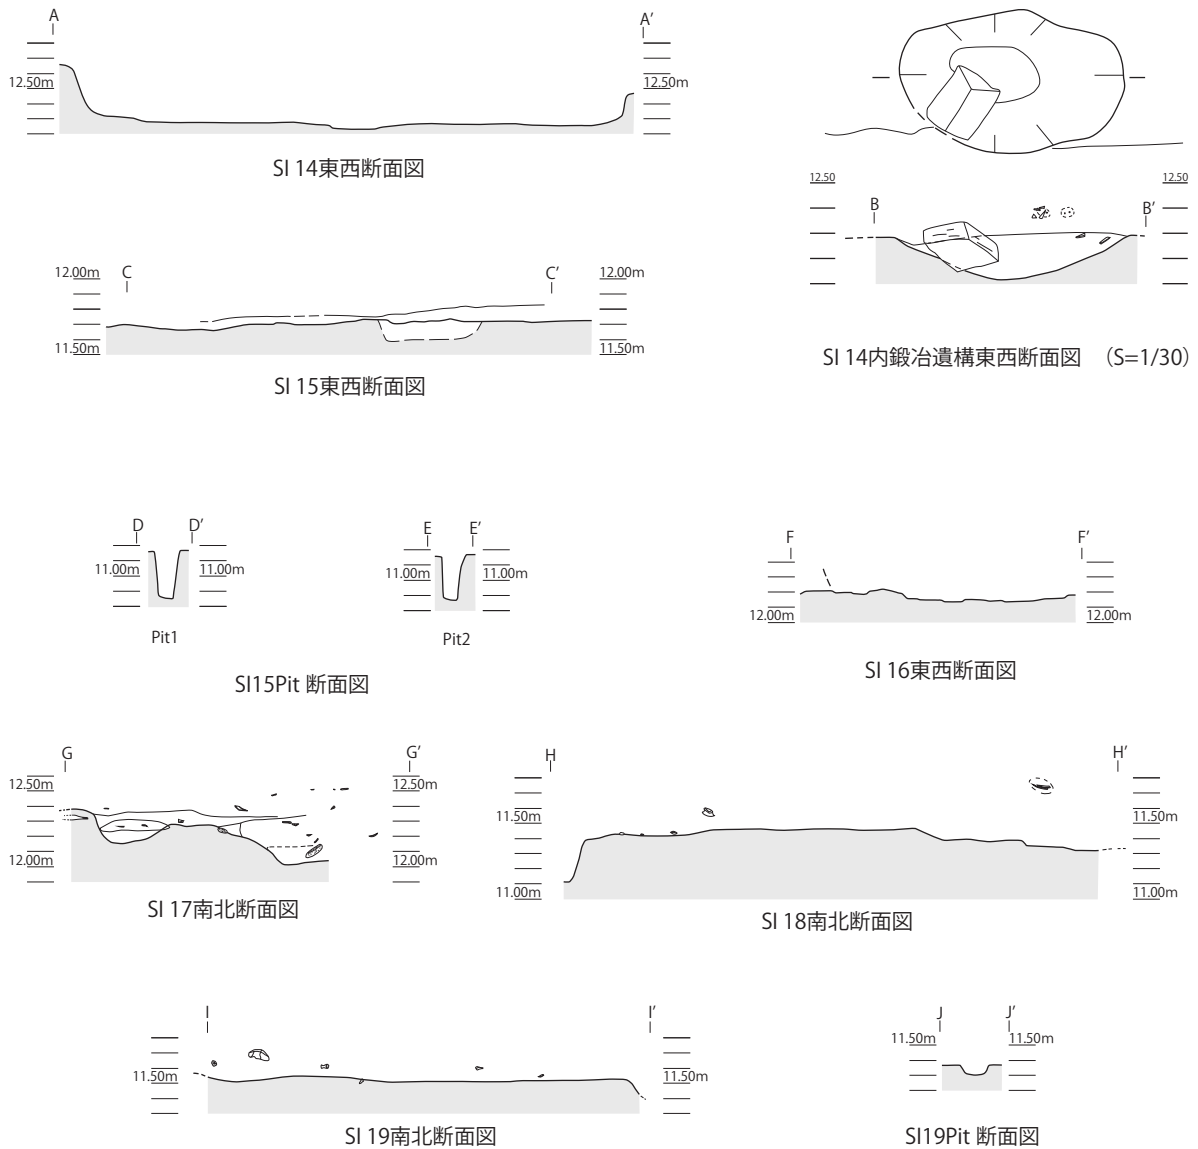 A A′
12.50m 12.50m
SI 14東西断面図
12.50 12.50
B B′
SI 14内鍛冶遺構東西断面図 （S=1/30）
C C′
12.00m 12.00m
11.50m 11.50m
SI 15東西断面図
D D′
11.00m 11.00m
Pit1
E E′
11.00m 11.00m
Pit2
SI15Pit 断面図
F F′
12.00m 12.00m
SI 16東西断面図
G G′
12.50m 12.50m
12.00m 12.00m
SI 17南北断面図
H H′
11.50m 11.50m
11.00m 11.00m
SI 18南北断面図
I I′
11.50m 11.50m
SI 19南北断面図
J J′
11.50m 11.50m
SI19Pit 断面図